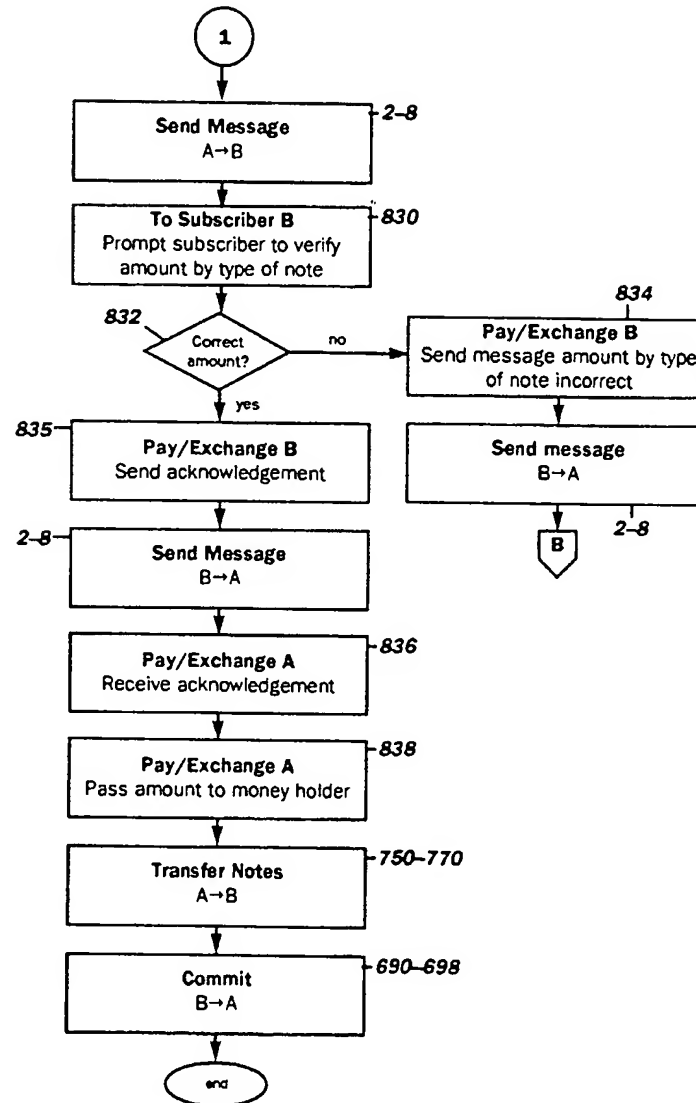 1
Send Message
A→B
2–8
To Subscriber B
Prompt subscriber to verify
amount by type of note
830
832
Correct
amount?
no
yes
834
Pay/Exchange B
Send message amount by type
of note incorrect
Send message
B→A
2–8
B
835
Pay/Exchange B
Send acknowledgement
2–8
Send Message
B→A
Pay/Exchange A
Receive acknowledgement
836
Pay/Exchange A
Pass amount to money holder
838
Transfer Notes
A→B
750–770
Commit
B→A
690–698
end